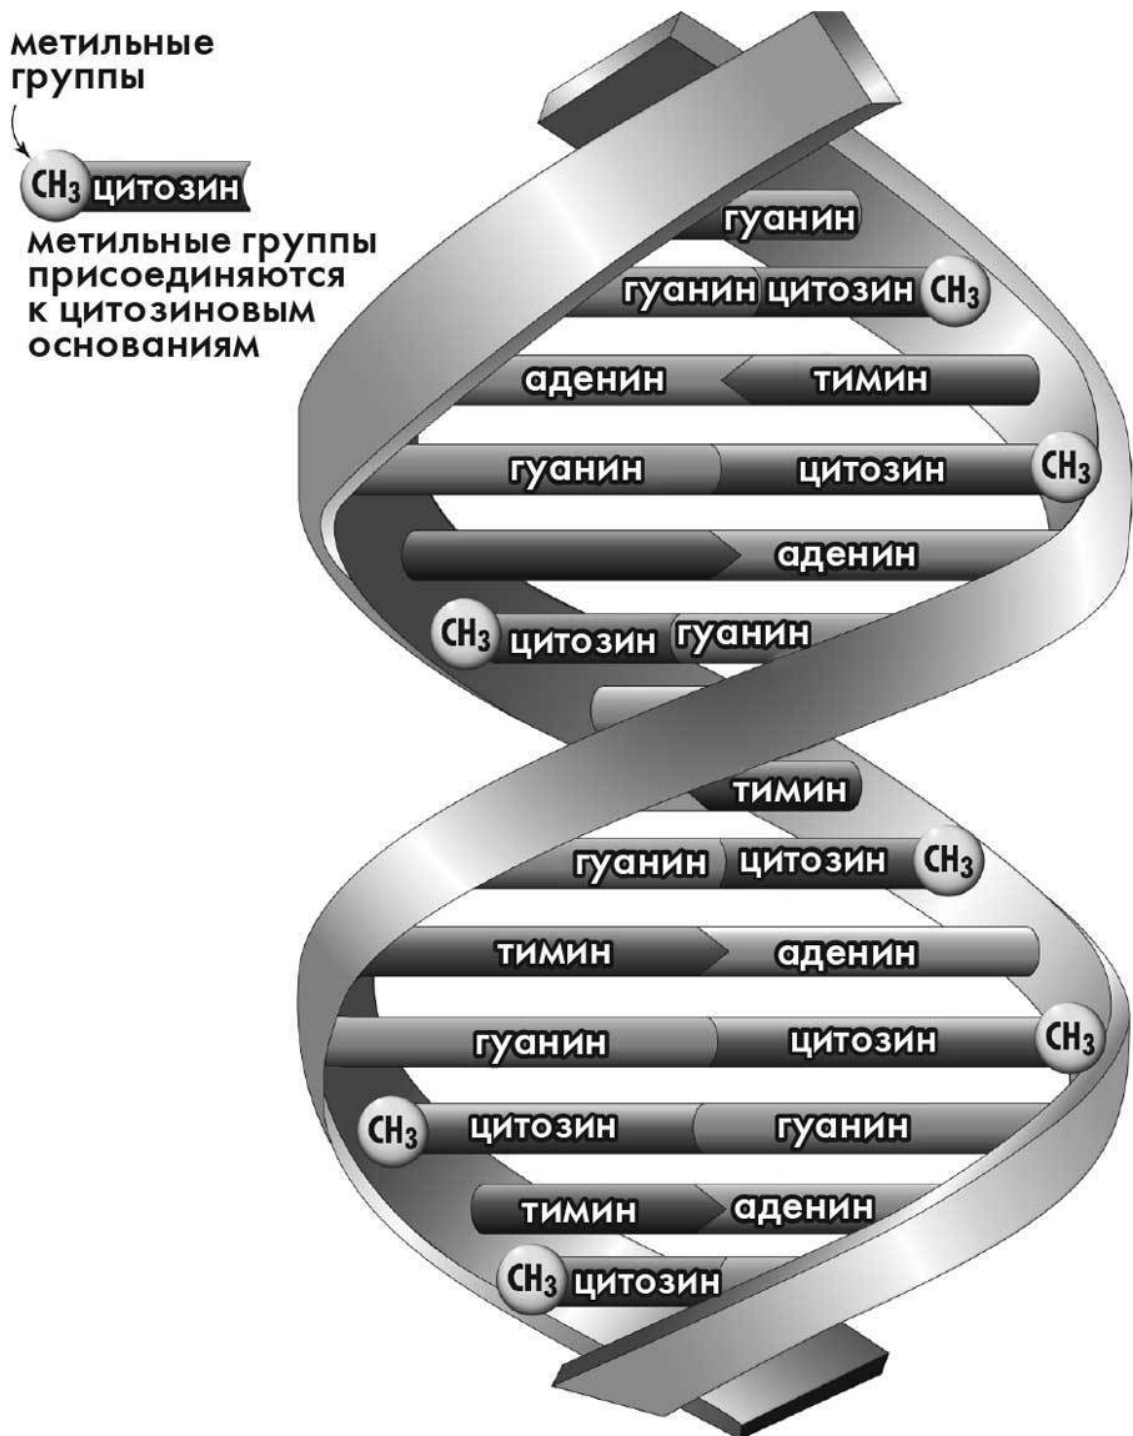 метильные
группы
CH₃ цитозин
метильные группы
присоединяются
к цитозиновым
основаниям
гуанин
гуанин цитозин CH₃
аденин тимин
гуанин цитозин CH₃
аденин
CH₃ цитозин гуанин
тимин
гуанин цитозин CH₃
тимин аденин
гуанин цитозин CH₃
CH₃ цитозин гуанин
тимин аденин
CH₃ цитозин